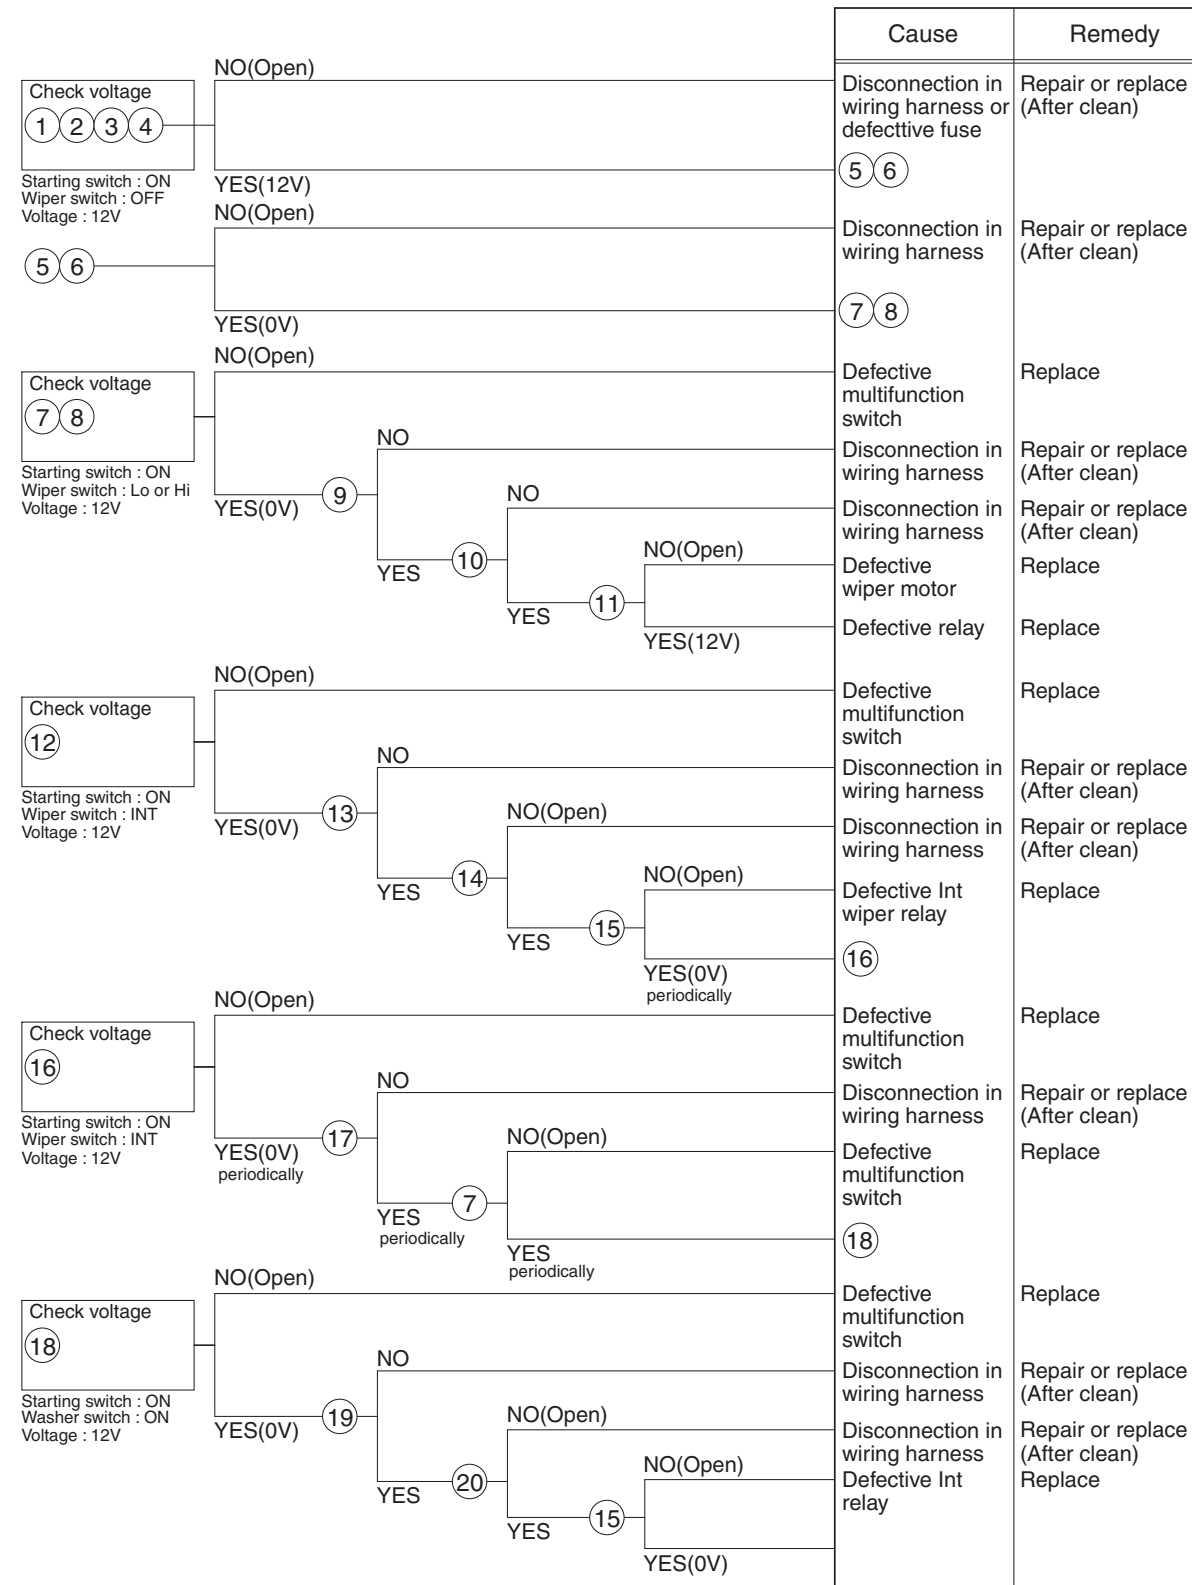 Cause
Remedy
NO(Open)
Check voltage
1 2 3 4
Starting switch : ON
Wiper switch : OFF
Voltage : 12V
YES(12V)
Disconnection in
wiring harness or
defecttive fuse
Repair or replace
(After clean)
5 6
NO(Open)
5 6
YES(0V)
Disconnection in
wiring harness
Repair or replace
(After clean)
7 8
NO(Open)
Check voltage
7 8
Starting switch : ON
Wiper switch : Lo or Hi
Voltage : 12V
Defective
multifunction
switch
Replace
YES(0V)
9
NO
Disconnection in
wiring harness
Repair or replace
(After clean)
YES
10
NO
Disconnection in
wiring harness
Repair or replace
(After clean)
YES
11
NO(Open)
Defective
wiper motor
Replace
YES(12V)
Defective relay
Replace
NO(Open)
Check voltage
12
Starting switch : ON
Wiper switch : INT
Voltage : 12V
Defective
multifunction
switch
Replace
YES(0V)
13
NO
Disconnection in
wiring harness
Repair or replace
(After clean)
YES
14
NO(Open)
Disconnection in
wiring harness
Repair or replace
(After clean)
YES
15
NO(Open)
Defective Int
wiper relay
Replace
YES(0V)
periodically
16
NO(Open)
Check voltage
16
Starting switch : ON
Wiper switch : INT
Voltage : 12V
Defective
multifunction
switch
Replace
YES(0V)
periodically
17
NO
Disconnection in
wiring harness
Repair or replace
(After clean)
YES
periodically
7
NO(Open)
Defective
multifunction
switch
Replace
YES
periodically
18
NO(Open)
Check voltage
18
Starting switch : ON
Washer switch : ON
Voltage : 12V
Defective
multifunction
switch
Replace
YES(0V)
19
NO
Disconnection in
wiring harness
Repair or replace
(After clean)
YES
20
NO(Open)
Disconnection in
wiring harness
Repair or replace
(After clean)
YES
15
NO(Open)
Defective Int
relay
Replace
YES(0V)